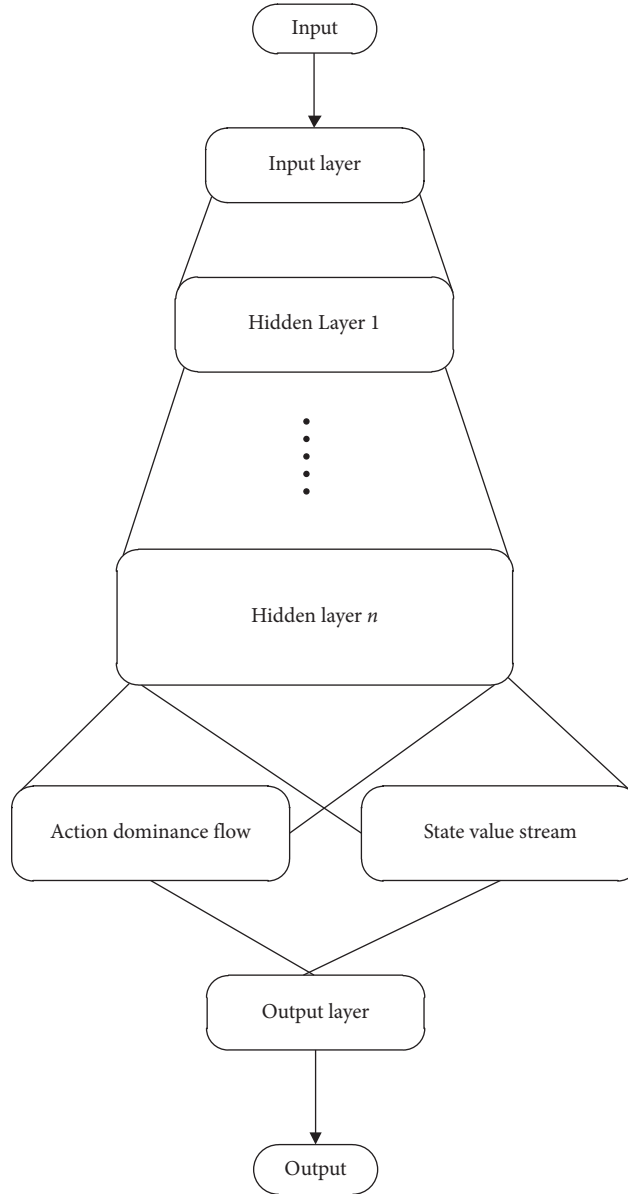 Input
Input layer
Hidden Layer 1
Hidden layer n
Action dominance flow
State value stream
Output layer
Output